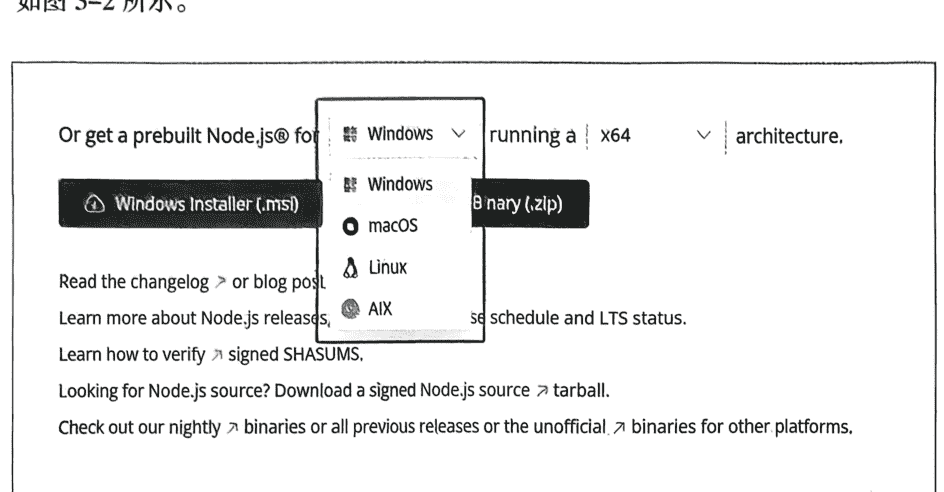 如图 3-2 所示。
Or get a prebuilt Node.js® for Windows running a x64 architecture.
Windows Installer (.msi)
Windows
B nary (.zip)
macOS
Linux
AIX
Read the changelog ↗ or blog post
Learn more about Node.js releases, se schedule and LTS status.
Learn how to verify ↗ signed SHASUMS.
Looking for Node.js source? Download a signed Node.js source ↗ tarball.
Check out our nightly ↗ binaries or all previous releases or the unofficial ↗ binaries for other platforms.